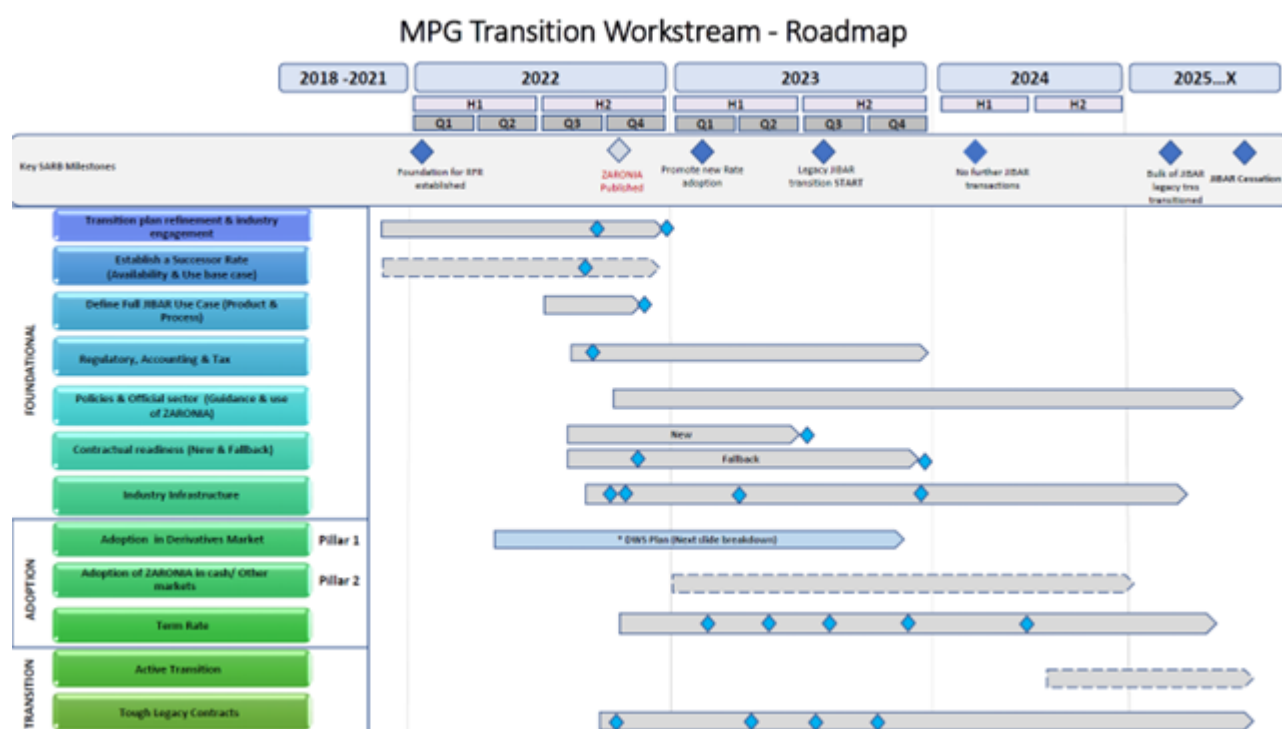 MPG Transition Workstream - Roadmap
2018 -2021
2022
2023
2024
2025...X
H1
H2
H1
H2
H1
H2
Q1
Q2
Q3
Q4
Q1
Q2
Q3
Q4
Key SARB Milestones
Foundation for RFR
established
ZARONIA
Published
Promote new Rate
adoption
Legacy JIBAR
transition START
No further JIBAR
transactions
Bulk of JIBAR
legacy trns
transitioned
JIBAR Cessation
FOUNDATIONAL
Transition plan refinement & industry
engagement
Establish a Successor Rate
(Availability & Use base case)
Define Full JIBAR Use Case (Product &
Process)
Regulatory, Accounting & Tax
Policies & Official sector (Guidance & use
of ZARONIA)
Contractual readiness (New & Fallback)
New
Fallback
Industry Infrastructure
ADOPTION
Adoption in Derivatives Market
Pillar 1
* DWS Plan (Next slide breakdown)
Adoption of ZARONIA in cash/ Other
markets
Pillar 2
Term Rate
TRANSITION
Active Transition
Tough Legacy Contracts